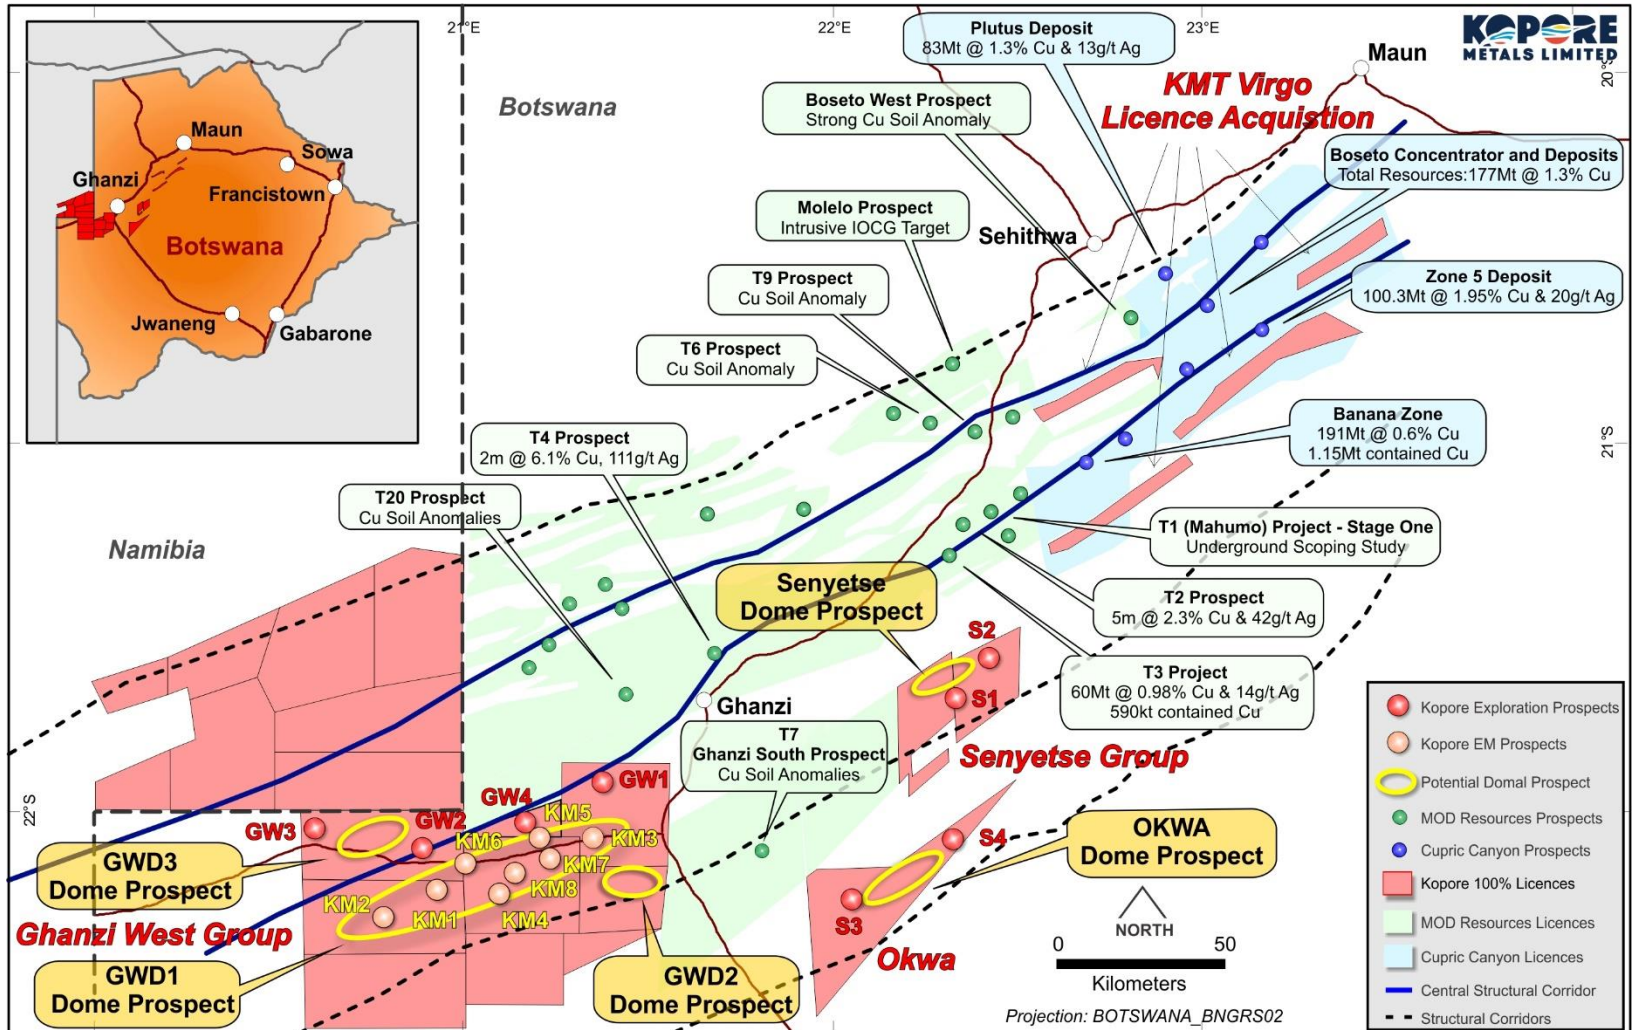 21°E
22°E
23°E
20°S
21°S
22°S
KOPORE
METALS LIMITED
Maun
Sowa
Ghanzi
Francistown
Botswana
Jwaneng
Gabarone
Botswana
Namibia
Plutus Deposit
83Mt @ 1.3% Cu & 13g/t Ag
Maun
KMT Virgo
Licence Acquistion
Boseto West Prospect
Strong Cu Soil Anomaly
Boseto Concentrator and Deposits
Total Resources:177Mt @ 1.3% Cu
Molelo Prospect
Intrusive IOCG Target
Sehithwa
T9 Prospect
Cu Soil Anomaly
Zone 5 Deposit
100.3Mt @ 1.95% Cu & 20g/t Ag
T6 Prospect
Cu Soil Anomaly
Banana Zone
191Mt @ 0.6% Cu
1.15Mt contained Cu
T4 Prospect
2m @ 6.1% Cu, 111g/t Ag
T20 Prospect
Cu Soil Anomalies
T1 (Mahumo) Project - Stage One
Underground Scoping Study
Senyetse
Dome Prospect
T2 Prospect
5m @ 2.3% Cu & 42g/t Ag
S2
S1
T3 Project
60Mt @ 0.98% Cu & 14g/t Ag
590kt contained Cu
Ghanzi
T7
Ghanzi South Prospect
Cu Soil Anomalies
Senyetse Group
GW1
GW4
KM5
GW3
GW2
KM6
KM3
KM7
KM8
KM2
KM1
KM4
GWD3
Dome Prospect
Ghanzi West Group
GWD1
Dome Prospect
GWD2
Dome Prospect
OKWA
Dome Prospect
S4
S3
Okwa
NORTH
0
50
Kilometers
Projection: BOTSWANA_BNGRS02
Kopore Exploration Prospects
Kopore EM Prospects
Potential Domal Prospect
MOD Resources Prospects
Cupric Canyon Prospects
Kopore 100% Licences
MOD Resources Licences
Cupric Canyon Licences
Central Structural Corridor
Structural Corridors